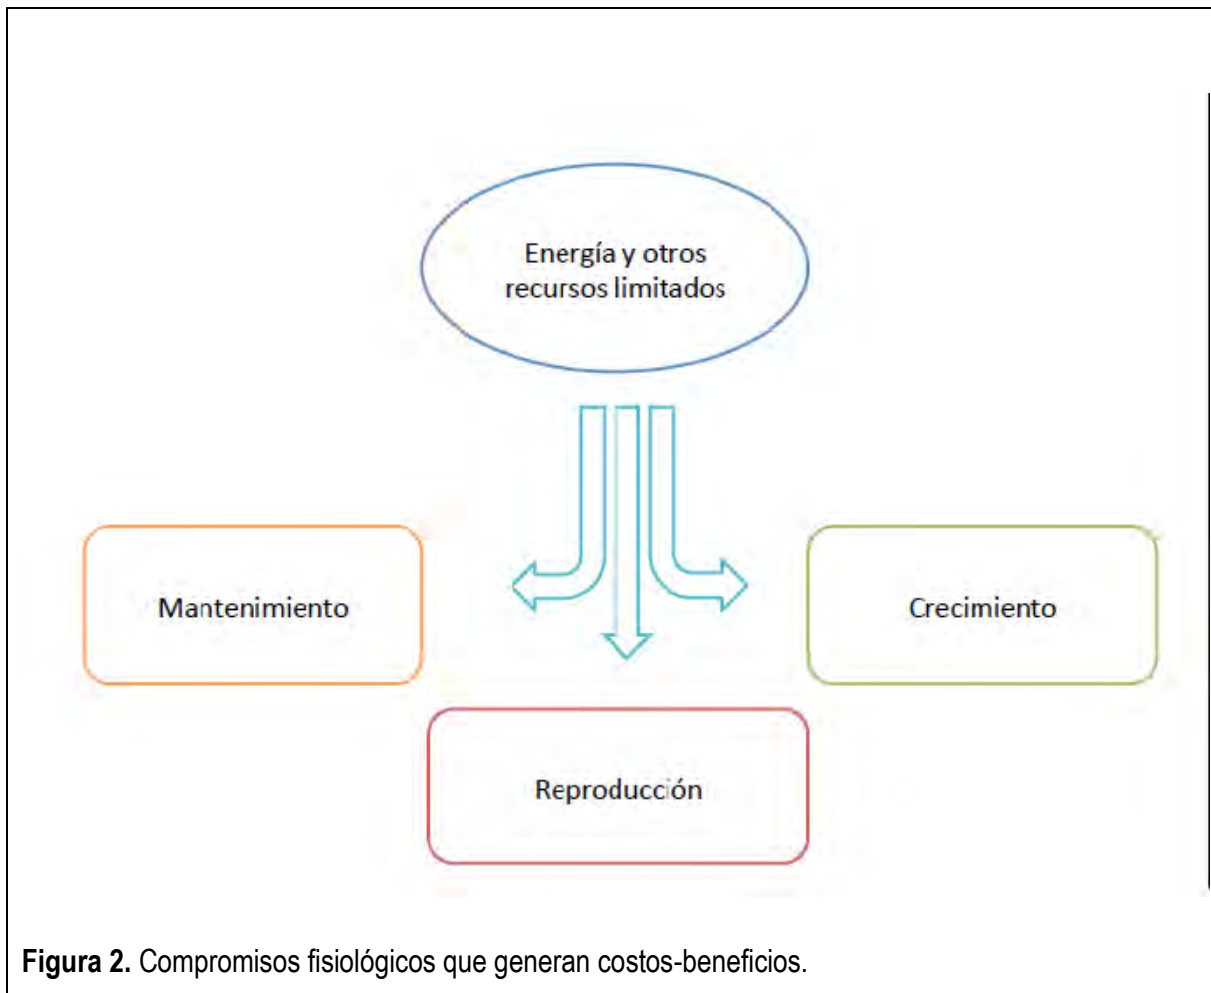 Energía y otros
recursos limitados
Mantenimiento
Crecimiento
Reproducción
Figura 2. Compromisos fisiológicos que generan costos-beneficios.